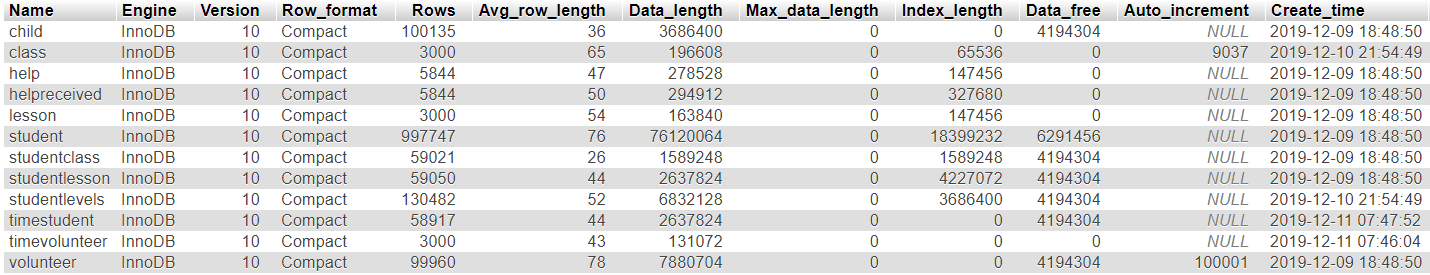 Name Engine Version Row_format Rows Avg_row_length Data_length Max_data_length Index_length Data_free Auto_increment Create_time
child InnoDB 10 Compact 100135 36 3686400 0 0 4194304 NULL 2019-12-09 18:48:50
class InnoDB 10 Compact 3000 65 196608 0 65536 0 9037 2019-12-10 21:54:49
help InnoDB 10 Compact 5844 47 278528 0 147456 0 NULL 2019-12-09 18:48:50
helpreceived InnoDB 10 Compact 5844 50 294912 0 327680 0 NULL 2019-12-09 18:48:50
lesson InnoDB 10 Compact 3000 54 163840 0 147456 0 NULL 2019-12-09 18:48:50
student InnoDB 10 Compact 997747 76 76120064 0 18399232 6291456 NULL 2019-12-09 18:48:50
studentclass InnoDB 10 Compact 59021 26 1589248 0 1589248 4194304 NULL 2019-12-09 18:48:50
studentlesson InnoDB 10 Compact 59050 44 2637824 0 4227072 4194304 NULL 2019-12-09 18:48:50
studentlevels InnoDB 10 Compact 130482 52 6832128 0 3686400 4194304 NULL 2019-12-10 21:54:49
timestudent InnoDB 10 Compact 58917 44 2637824 0 0 4194304 NULL 2019-12-11 07:47:52
timevolunteer InnoDB 10 Compact 3000 43 131072 0 0 0 NULL 2019-12-11 07:46:04
volunteer InnoDB 10 Compact 99960 78 7880704 0 0 4194304 100001 2019-12-09 18:48:50